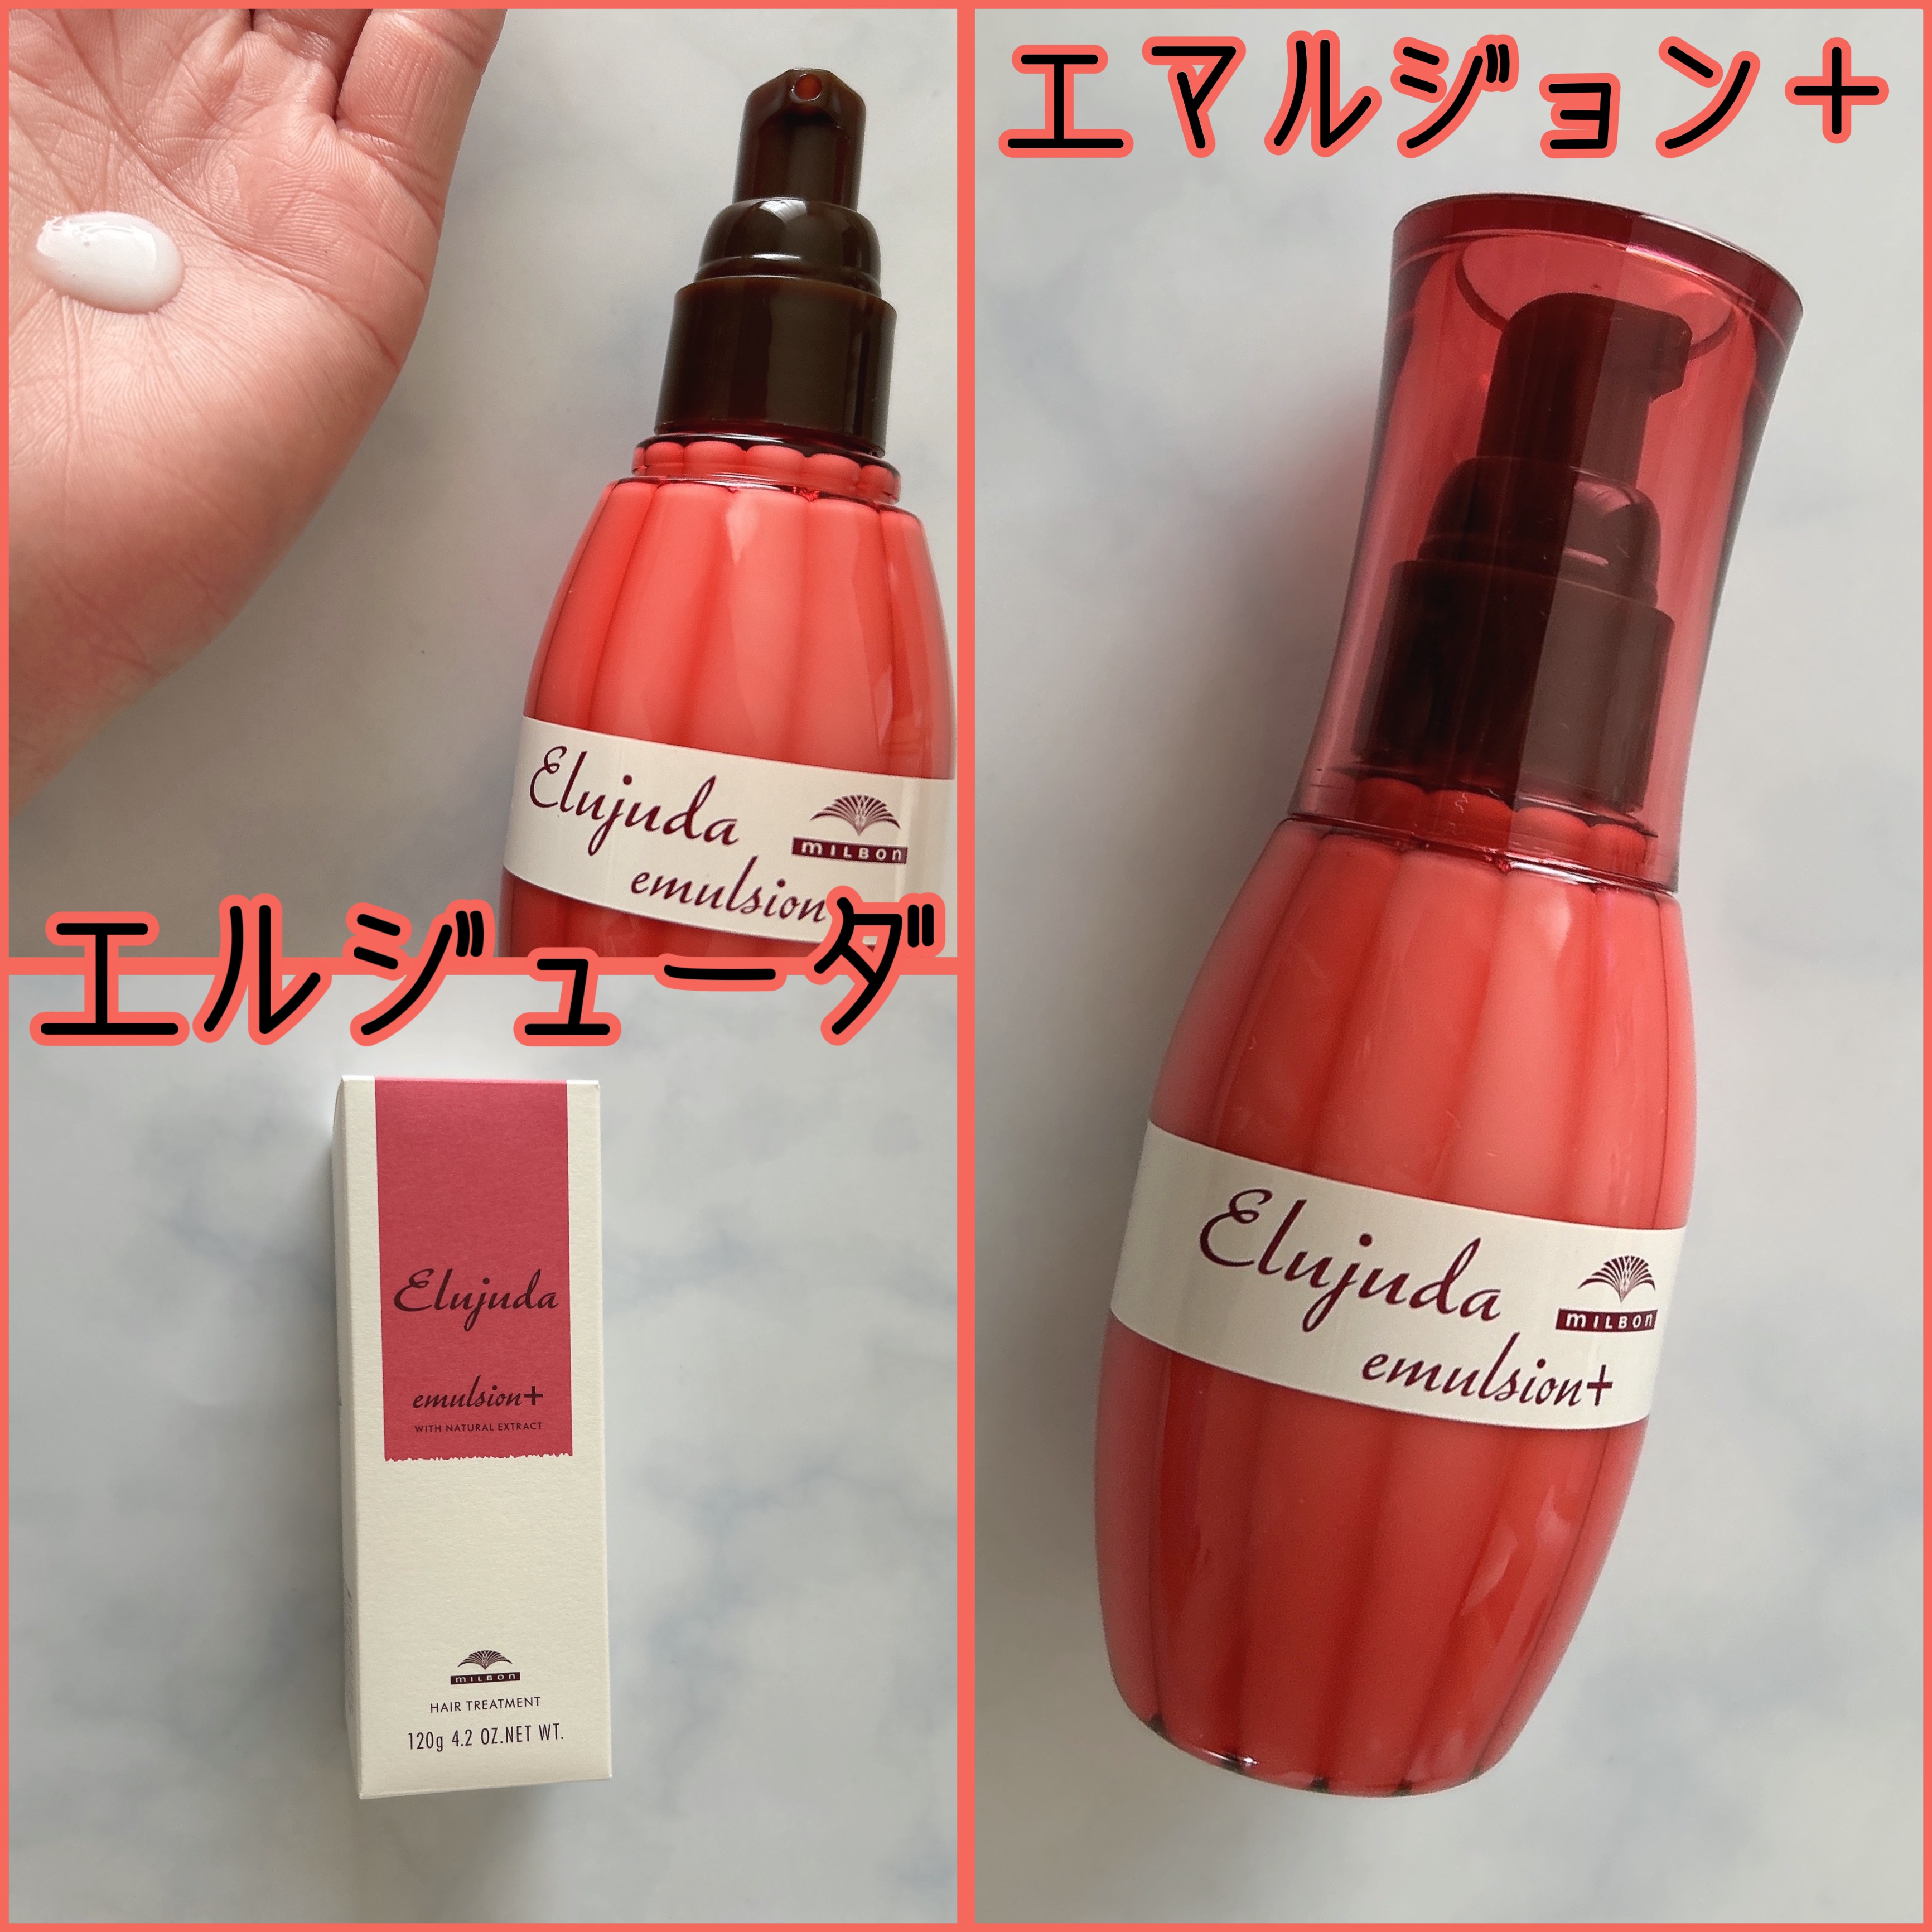 エマルジョン＋
Elujuda
MILBON
emulsion
エルジューダ
Elujuda
emulsion+
WITH NATURAL EXTRACT
MILBON
HAIR TREATMENT
120g 4.2 OZ.NET WT.
Elujuda
MILBON
emulsion+